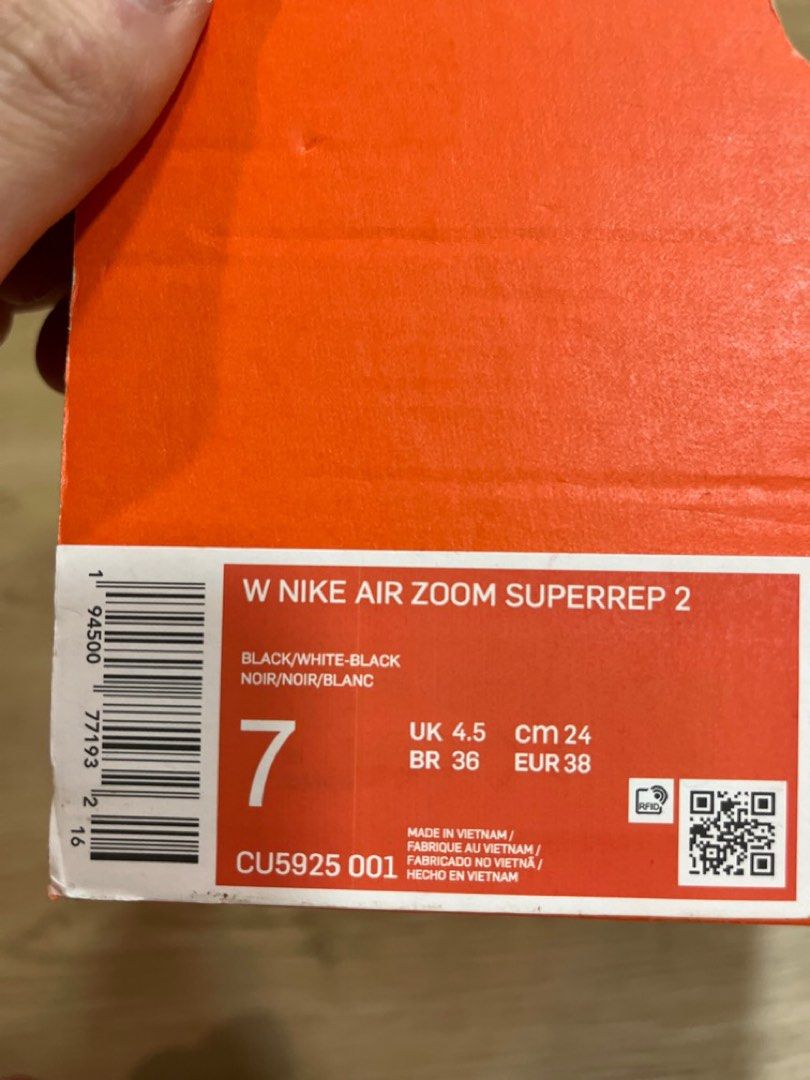 W NIKE AIR ZOOM SUPERREP 2
BLACK/WHITE-BLACK
NOIR/NOIR/BLANC
7
UK 4.5 cm 24
BR 36 EUR 38
RFID
CU5925 001
MADE IN VIETNAM /
FABRIQUE AU VIETNAM /
FABRICADO NO VIETNÃ /
HECHO EN VIETNAM
1 94500 77193 2 16